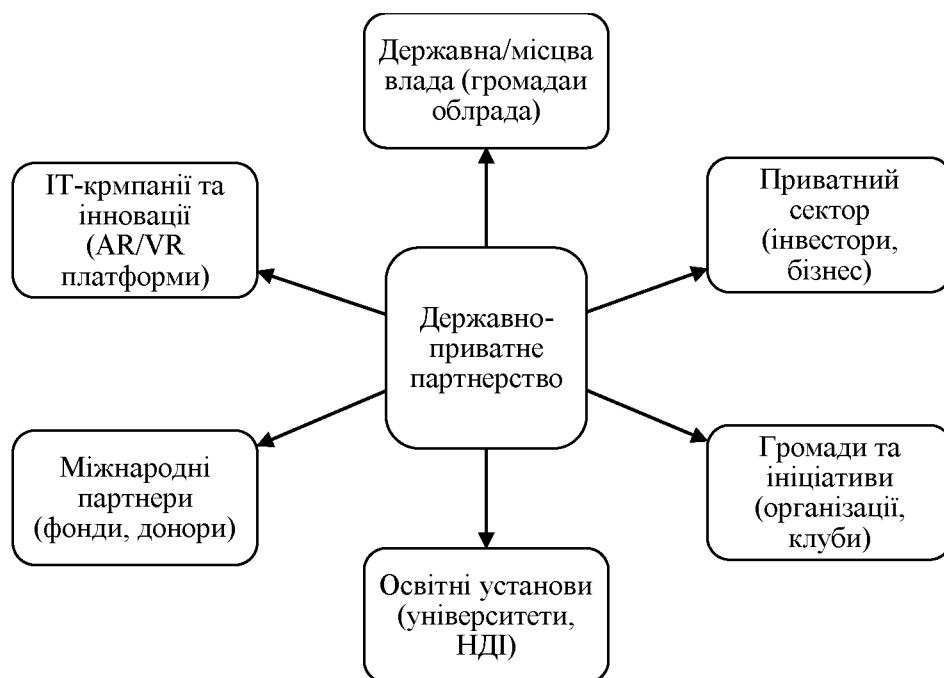 Державна/місцва
влада (громадаи
облрада)
ІТ-крмпанії та
інновації
(AR/VR
платформи)
Приватний
сектор
(інвестори,
бізнес)
Державно-
приватне
партнерство
Міжнародні
партнери
(фонди, донори)
Громади та
ініціативи
(організації,
клуби)
Освітні установи
(університети,
НДІ)